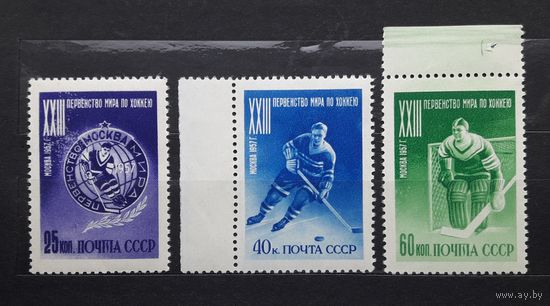 XXIII
ПЕРВЕНСТВО МИРА ПО ХОККЕЮ
МОСКВА 1957 Г.
ПЕРВЕНСТВО МИРА
МОСКВА
1957
25 КОП. ПОЧТА СССР
XXIII
ПЕРВЕНСТВО МИРА ПО ХОККЕЮ
МОСКВА 1957 Г.
40 К. ПОЧТА СССР
XXIII
ПЕРВЕНСТВО МИРА ПО ХОККЕЮ
МОСКВА 1957 Г.
60 КОП. ПОЧТА СССР
www.ay.by